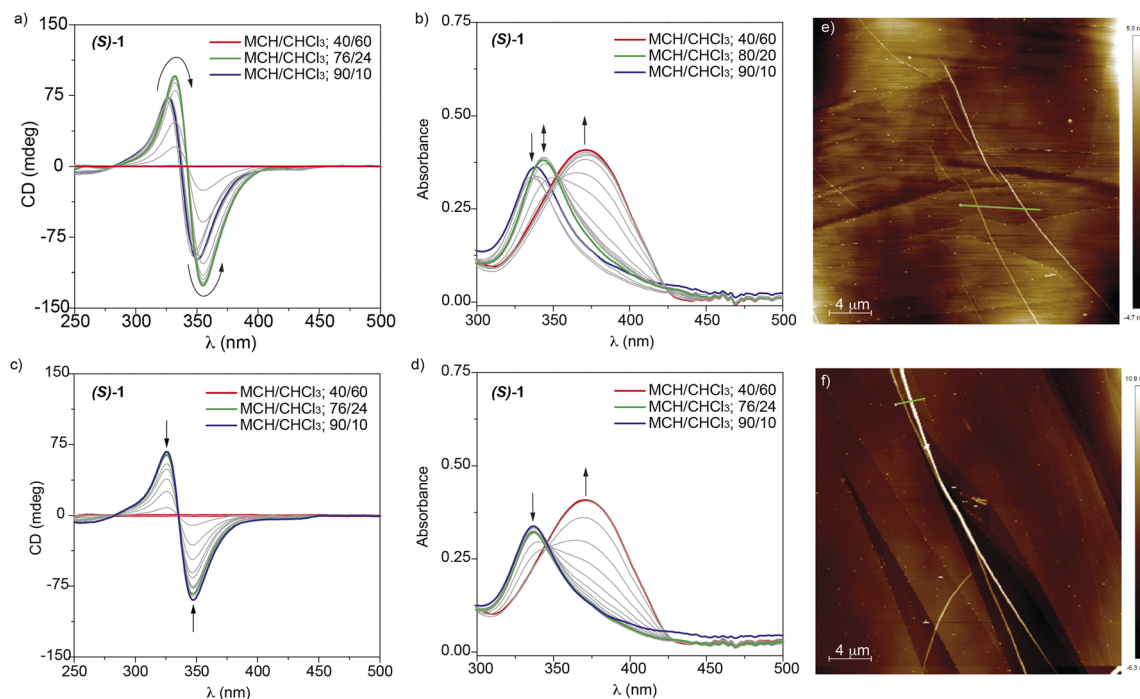 a)
(S)-1
MCH/CHCl₃; 40/60
MCH/CHCl₃; 76/24
MCH/CHCl₃; 90/10
150
75
0
-75
-150
CD (mdeg)
250 300 350 400 450 500
λ (nm)
b)
(S)-1
MCH/CHCl₃; 40/60
MCH/CHCl₃; 80/20
MCH/CHCl₃; 90/10
0.75
0.50
0.25
0.00
Absorbance
300 350 400 450 500
λ (nm)
e)
4 μm
-4.7
c)
(S)-1
MCH/CHCl₃; 40/60
MCH/CHCl₃; 76/24
MCH/CHCl₃; 90/10
150
75
0
-75
-150
CD (mdeg)
250 300 350 400 450 500
λ (nm)
d)
(S)-1
MCH/CHCl₃; 40/60
MCH/CHCl₃; 76/24
MCH/CHCl₃; 90/10
0.75
0.50
0.25
0.00
Absorbance
300 350 400 450 500
λ (nm)
f)
4 μm